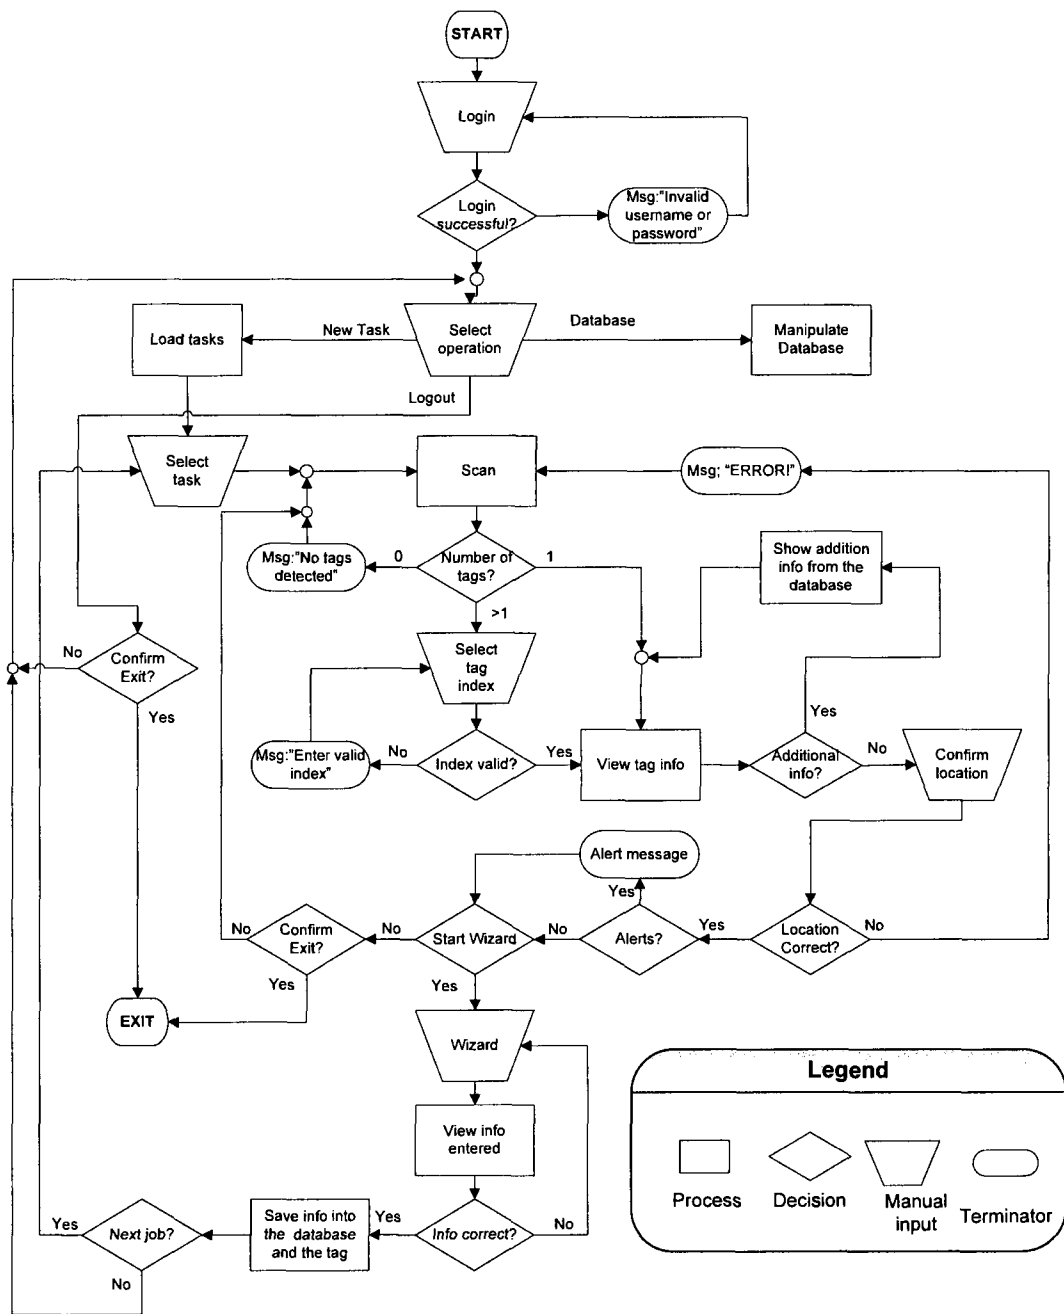 START
Login
Login
successful?
Msg:"Invalid
username or
password"
Load tasks
New Task
Select
operation
Database
Manipulate
Database
Logout
Select
task
Scan
Msg; "ERROR!"
Msg:"No tags
detected"
0
Number of
tags?
1
Show addition
info from the
database
>1
No
Confirm
Exit?
Select
tag
index
Yes
Yes
Msg:"Enter valid
index"
No
Index valid?
Yes
View tag info
Additional
info?
No
Confirm
location
Alert message
Yes
No
Confirm
Exit?
No
Start Wizard
No
Alerts?
Yes
Location
Correct?
No
Yes
Yes
EXIT
Wizard
View info
entered
Yes
Next job?
Save info into
the database
and the tag
Yes
Info correct?
No
No
Legend
Process
Decision
Manual
input
Terminator